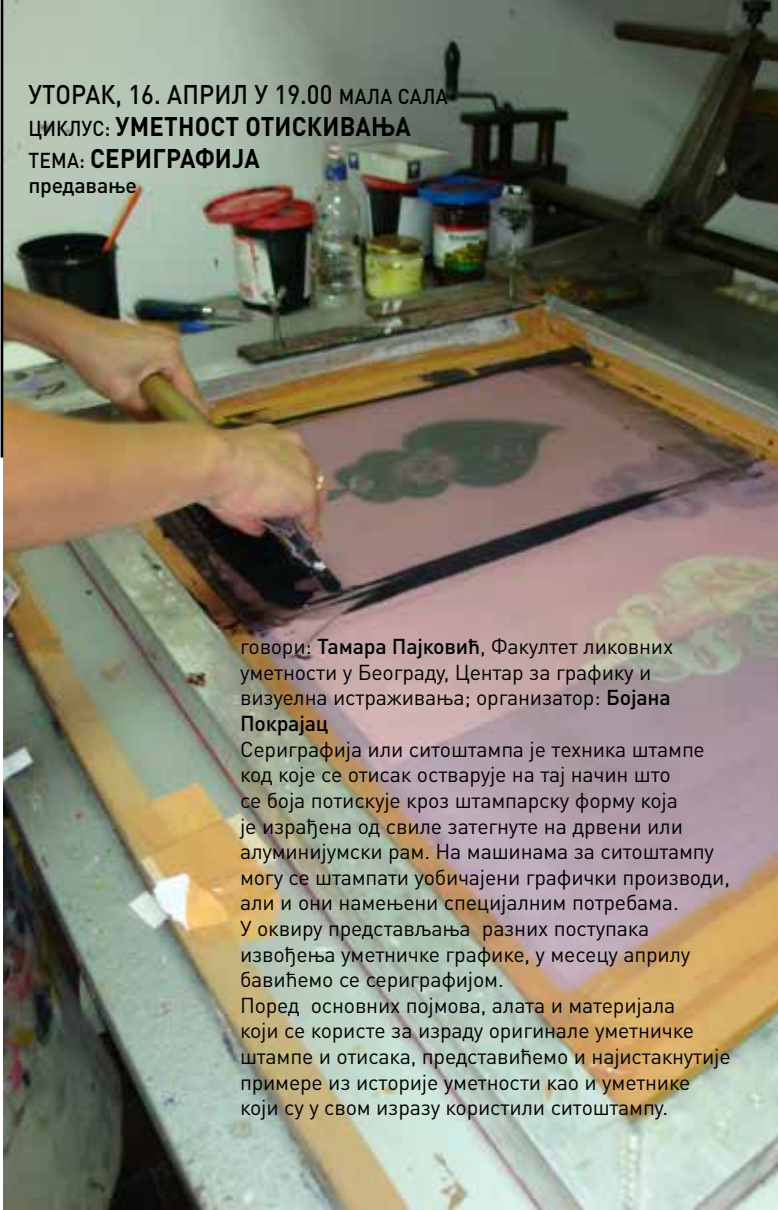 УТОРАК, 16. АПРИЛ У 19.00 МАЛА САЛА
ЦИКЛУС: УМЕТНОСТ ОТИСКИВАЊА
ТЕМА: СЕРИГРАФИЈА
предавање
говори: Тамара Пајковић, Факултет ликовних
уметности у Београду, Центар за графику и
визуелна истраживања; организатор: Бојана
Покрајац
Сериграфија или ситоштампа је техника штампе
код које се отисак остварује на тај начин што
се боја потискује кроз штампарску форму која
је израђена од свиле затегнуте на дрвени или
алуминијумски рам. На машинама за ситоштампу
могу се штампати уобичајени графички производи,
али и они намењени специјалним потребама.
У оквиру представљања разних поступака
извођења уметничке графике, у месецу априлу
бавићемо се сериграфијом.
Поред основних појмова, алата и материјала
који се користе за израду оригинале уметничке
штампе и отисака, представићемо и најистакнутије
примере из историје уметности као и уметнике
који су у свом изразу користили ситоштампу.